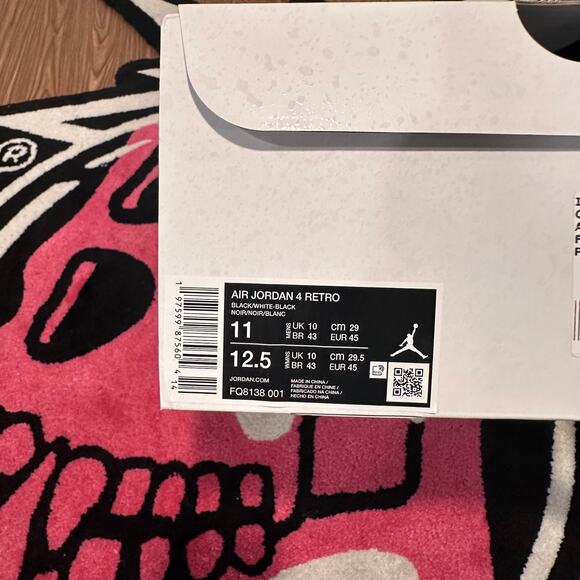 ®
I
C
A
F
P
AIR JORDAN 4 RETRO
BLACK/WHITE-BLACK
NOIR/NOIR/BLANC
11 MENS UK 10 CM 29
BR 43 EUR 45
12.5 WMNS UK 10 CM 29.5
BR 43 EUR 45
JORDAN.COM
MADE IN CHINA /
FABRIQUE EN CHINE /
FABRICADO NA CHINA /
HECHO EN CHINA
FQ8138 001
1 97599 87560 4 14